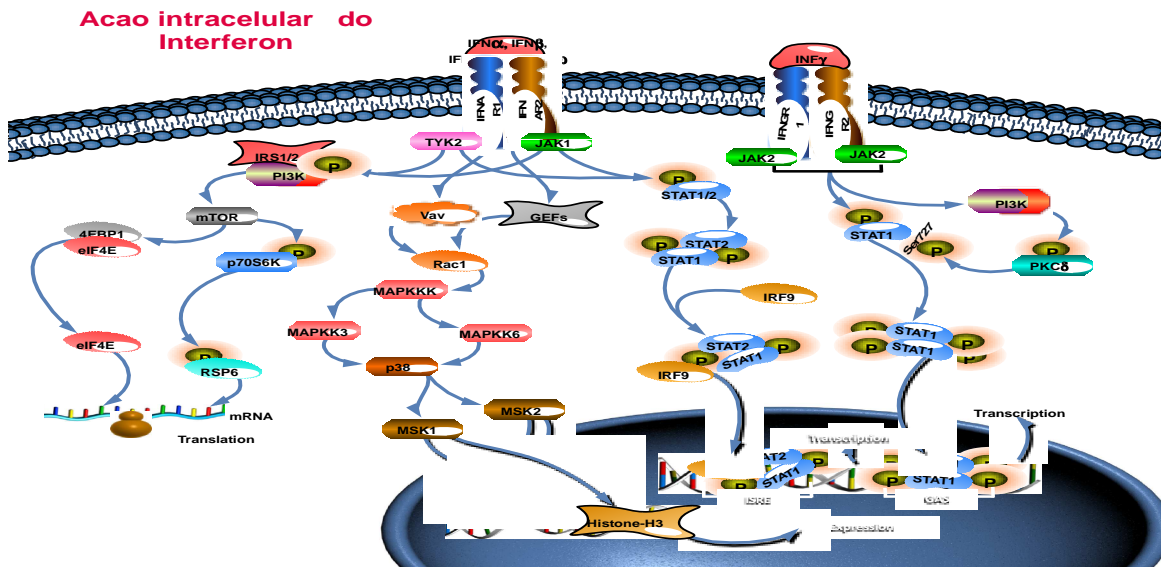 Acao intracelular do
Interferon
IFNα, IFNβ,
IFNA
R1
IFN
AR2
INFγ
IFNGR
1
IFNG
R2
TYK2
JAK1
JAK2
JAK2
IRS1/2
P
PI3K
mTOR
4EBP1
eIF4E
P
p70S6K
Vav
GEFs
Rac1
MAPKKK
MAPKK3
MAPKK6
p38
MSK1
MSK2
eIF4E
P
RSP6
mRNA
Translation
P
STAT1/2
P
STAT2
STAT1
P
IRF9
STAT2
P
P
STAT1
IRF9
P
STAT1
Ser727
P
PI3K
P
PKCδ
P
STAT1
STAT1
P
P
Transcription
Transcription
STAT2
P
P
STAT1
ISRE
P
P
STAT1
P
P
GAS
Histone-H3
Expression